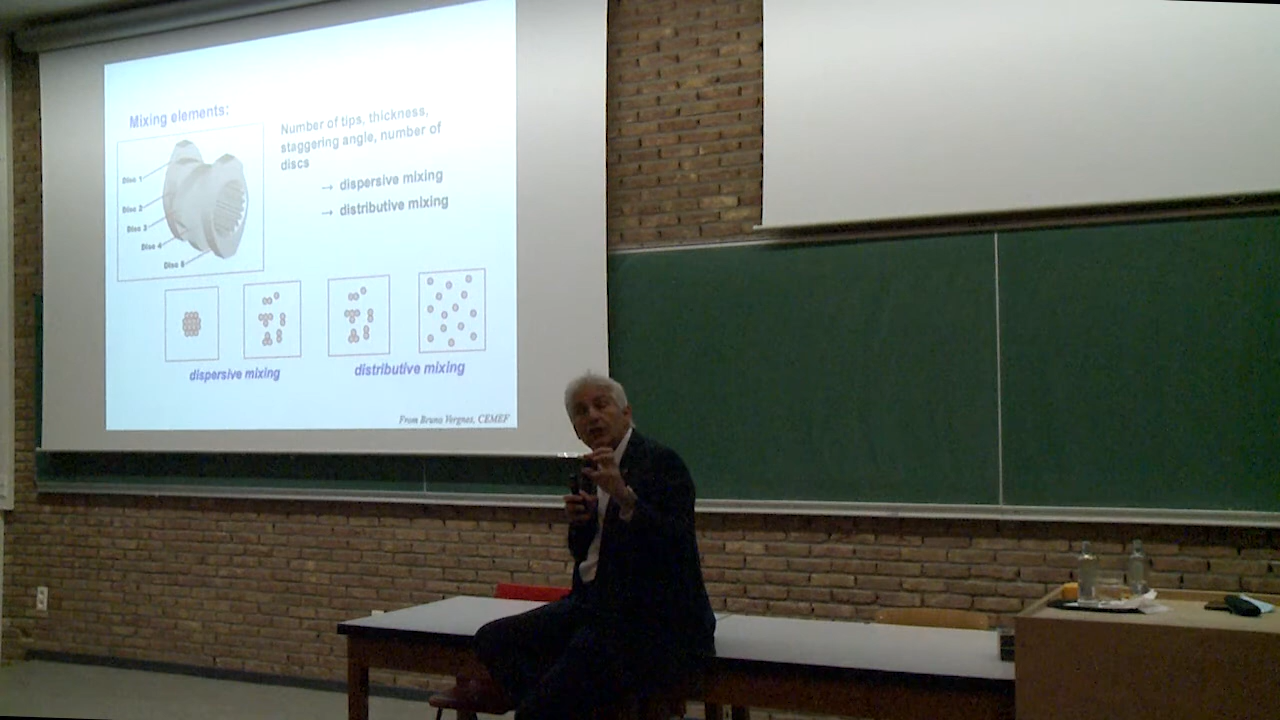 Mixing elements:
Number of tips, thickness,
staggering angle, number of
discs
→ dispersive mixing
→ distributive mixing
Disc 1
Disc 2
Disc 3
Disc 4
Disc 5
dispersive mixing
distributive mixing
From Bruno Vergnes, CEMEF